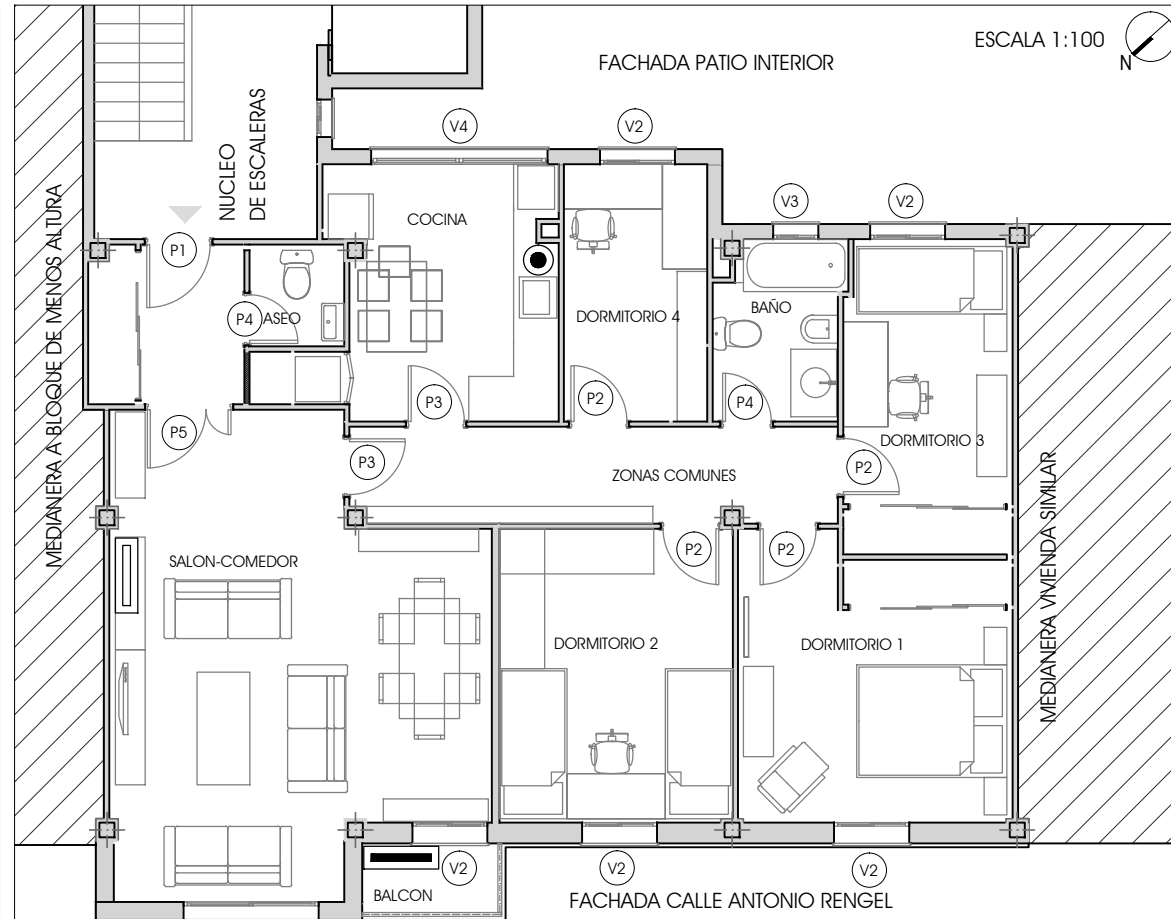 ESCALA 1:100
N
FACHADA PATIO INTERIOR
NUCLEO
DE ESCALERAS
V4
V2
V3
V2
COCINA
P1
P4
ASEO
DORMITORIO 4
BAÑO
MEDIANERA A BLOQUE DE MENOS ALTURA
P3
P2
P4
P5
P3
ZONAS COMUNES
DORMITORIO 3
P2
MEDIANERA VIVIENDA SIMILAR
P2
P2
SALON-COMEDOR
DORMITORIO 2
DORMITORIO 1
V2
V2
V2
BALCON
FACHADA CALLE ANTONIO RENGEL